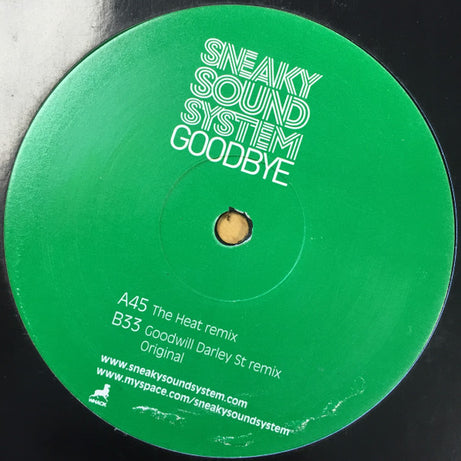 SNEAKY
SOUND
SYSTEM
GOODBYE
A45 The Heat remix
B33 Goodwill Darley St remix
Original
www.sneakysoundsystem.com
www.myspace.com/sneakysoundsystem
WHACK